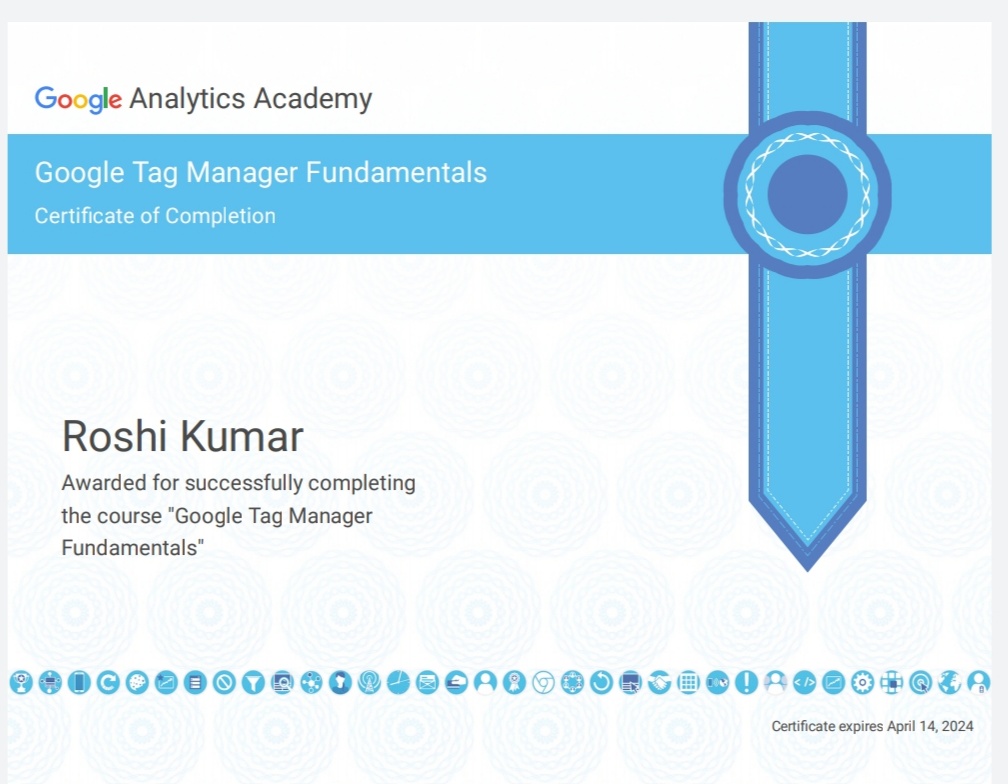 Google Analytics Academy
Google Tag Manager Fundamentals
Certificate of Completion
Roshi Kumar
Awarded for successfully completing
the course "Google Tag Manager
Fundamentals"
Certificate expires April 14, 2024